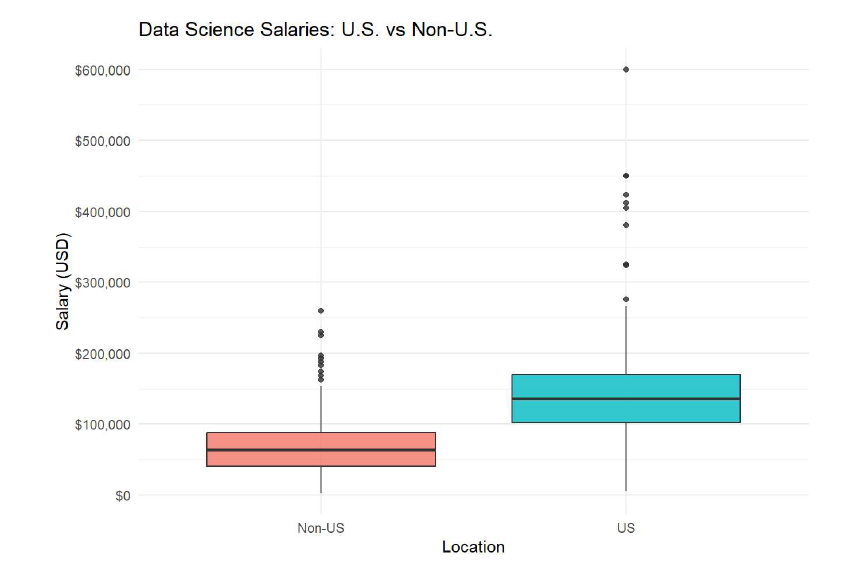 Data Science Salaries: U.S. vs Non-U.S.
$600,000
$500,000
$400,000
$300,000
$200,000
$100,000
$0
Salary (USD)
Non-US
US
Location